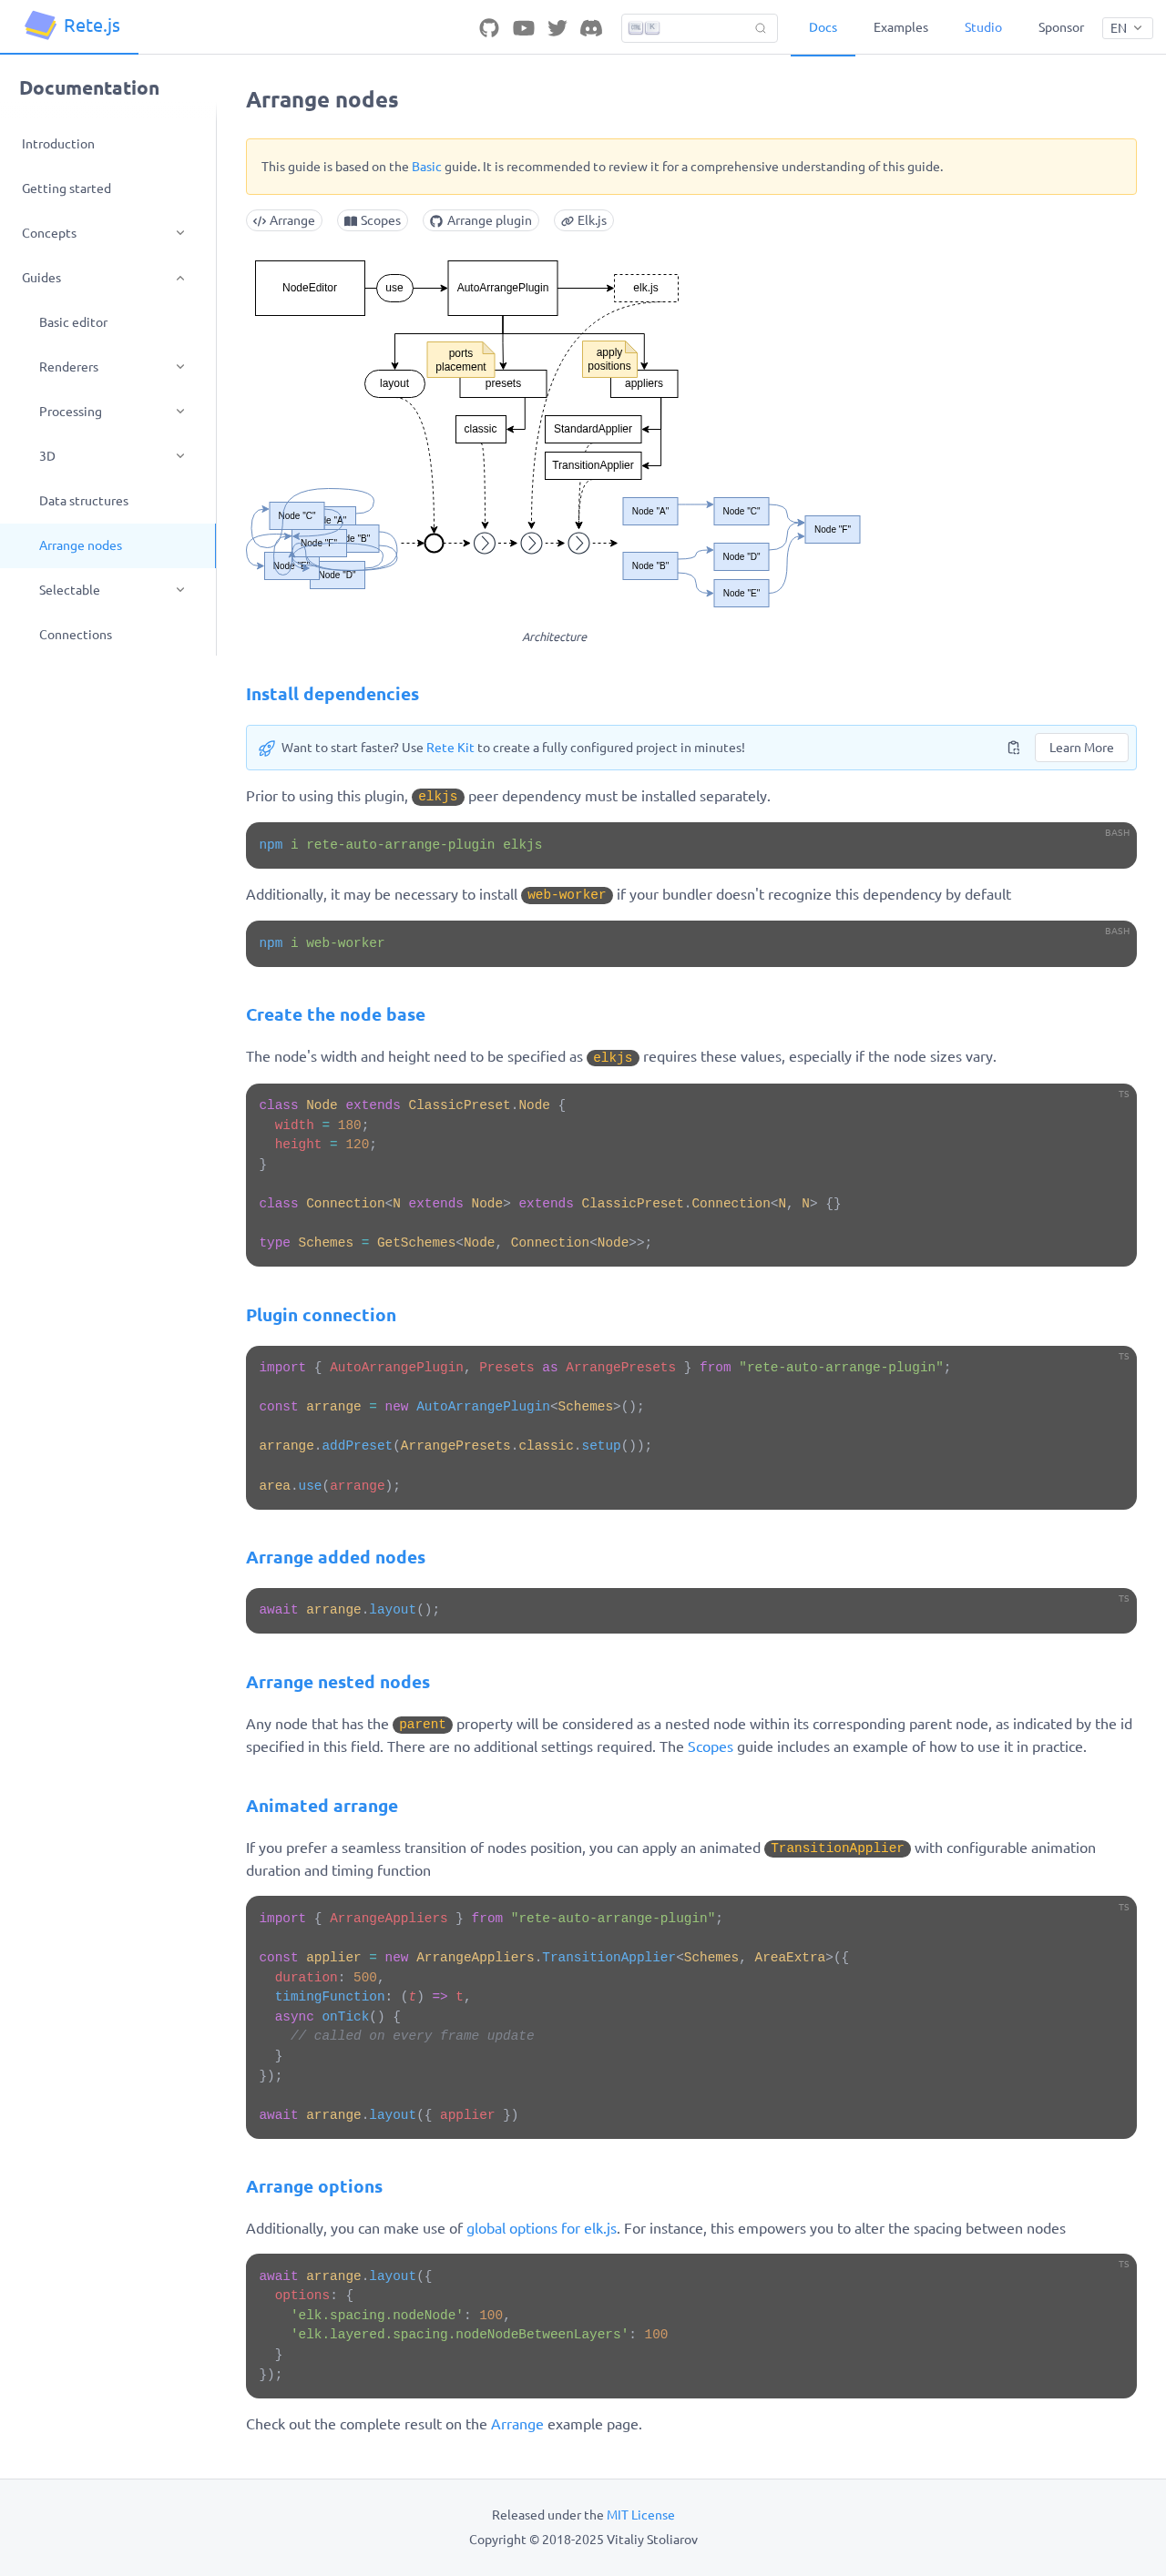 Rete.js
Docs
Examples
Studio
Sponsor
EN
Documentation
Introduction
Getting started
Concepts
Guides
Basic editor
Renderers
Processing
3D
Data structures
Arrange nodes
Selectable
Connections
Arrange nodes
This guide is based on the Basic guide. It is recommended to review it for a comprehensive understanding of this guide.
Arrange
Scopes
Arrange plugin
Elk.js
NodeEditor
use
AutoArrangePlugin
elk.js
ports
placement
apply
positions
layout
presets
appliers
classic
StandardApplier
TransitionApplier
Node "C"
de "A"
Node "F"
de "B"
Node "E"
Node "D"
Node "A"
Node "C"
Node "F"
Node "B"
Node "D"
Node "E"
Architecture
Install dependencies
Want to start faster? Use Rete Kit to create a fully configured project in minutes!
Learn More
Prior to using this plugin, elkjs peer dependency must be installed separately.
BASH
npm i rete-auto-arrange-plugin elkjs
Additionally, it may be necessary to install web-worker if your bundler doesn't recognize this dependency by default
BASH
npm i web-worker
Create the node base
The node's width and height need to be specified as elkjs requires these values, especially if the node sizes vary.
TS
class Node extends ClassicPreset.Node {
  width = 180;
  height = 120;
}
class Connection<N extends Node> extends ClassicPreset.Connection<N, N> {}
type Schemes = GetSchemes<Node, Connection<Node>>;
Plugin connection
TS
import { AutoArrangePlugin, Presets as ArrangePresets } from "rete-auto-arrange-plugin";
const arrange = new AutoArrangePlugin<Schemes>();
arrange.addPreset(ArrangePresets.classic.setup());
area.use(arrange);
Arrange added nodes
TS
await arrange.layout();
Arrange nested nodes
Any node that has the parent property will be considered as a nested node within its corresponding parent node, as indicated by the id
specified in this field. There are no additional settings required. The Scopes guide includes an example of how to use it in practice.
Animated arrange
If you prefer a seamless transition of nodes position, you can apply an animated TransitionApplier with configurable animation
duration and timing function
TS
import { ArrangeAppliers } from "rete-auto-arrange-plugin";
const applier = new ArrangeAppliers.TransitionApplier<Schemes, AreaExtra>({
  duration: 500,
  timingFunction: (t) => t,
  async onTick() {
    // called on every frame update
  }
});
await arrange.layout({ applier })
Arrange options
Additionally, you can make use of global options for elk.js. For instance, this empowers you to alter the spacing between nodes
TS
await arrange.layout({
  options: {
    'elk.spacing.nodeNode': 100,
    'elk.layered.spacing.nodeNodeBetweenLayers': 100
  }
});
Check out the complete result on the Arrange example page.
Released under the MIT License
Copyright © 2018-2025 Vitaliy Stoliarov